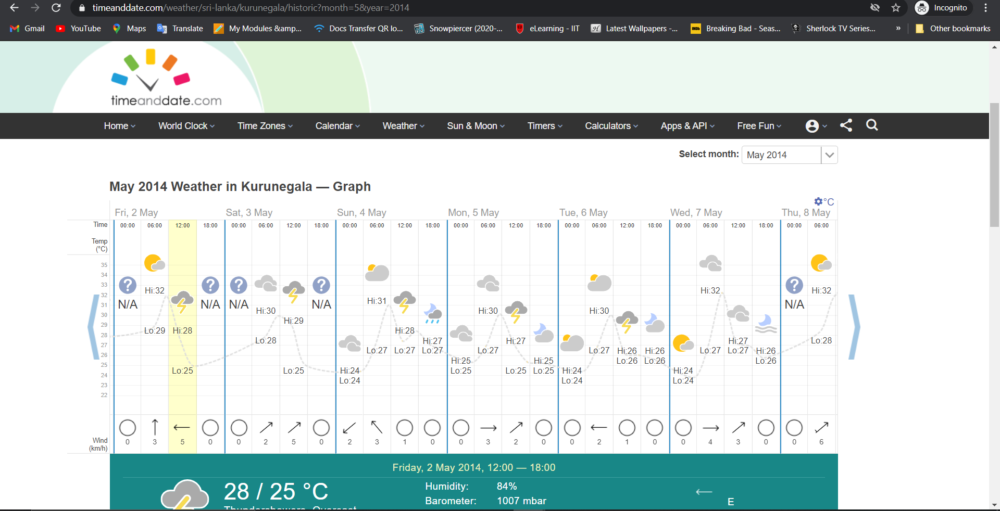 timeanddate.com/weather/sri-lanka/kurunegala/historic?month=5&year=2014
Incognito
Gmail YouTube Maps Translate My Modules &amp... Docs Transfer QR lo... Snowpiercer (2020-... eLearning - IIT Latest Wallpapers -... IMDb Breaking Bad - Seas... Sherlock TV Series... » Other bookmarks
timeanddate.com
Home World Clock Time Zones Calendar Weather Sun & Moon Timers Calculators Apps & API Free Fun
Select month: May 2014
May 2014 Weather in Kurunegala — Graph
°C
Fri, 2 May Sat, 3 May Sun, 4 May Mon, 5 May Tue, 6 May Wed, 7 May Thu, 8 May
Time 00:00 06:00 12:00 18:00 00:00 06:00 12:00 18:00 00:00 06:00 12:00 18:00 00:00 06:00 12:00 18:00 00:00 06:00 12:00 18:00 00:00 06:00 12:00 18:00 00:00 06:00
Temp
(°C)
35
34
33 ? ? ? ? ?
32 Hi:32 Hi:32 Hi:32
31 N/A N/A N/A Hi:31 N/A N/A
30 Hi:30 Hi:30 Hi:30
29 Hi:29
28 Lo:29 Hi:28 Hi:28
27 Lo:28 Hi:27 Hi:27 Hi:27 Lo:28
26 Lo:27 Lo:27 Lo:27 Lo:27 Lo:27 Hi:26 Hi:26 Lo:27 Lo:27 Hi:26
25 Hi:25 Hi:25 Lo:26 Lo:26 Lo:26
24 Lo:25 Lo:25 Hi:24 Lo:25 Lo:25 Lo:25 Hi:24 Hi:24
23 Lo:24 Lo:24 Lo:24
22
Wind
(km/h) 0 3 5 0 0 2 5 0 2 3 1 0 0 3 2 0 0 2 1 0 0 4 3 0 0 6
Friday, 2 May 2014, 12:00 — 18:00
28 / 25 °C
Humidity: 84%
Barometer: 1007 mbar
E
Thundershowers. Overcast